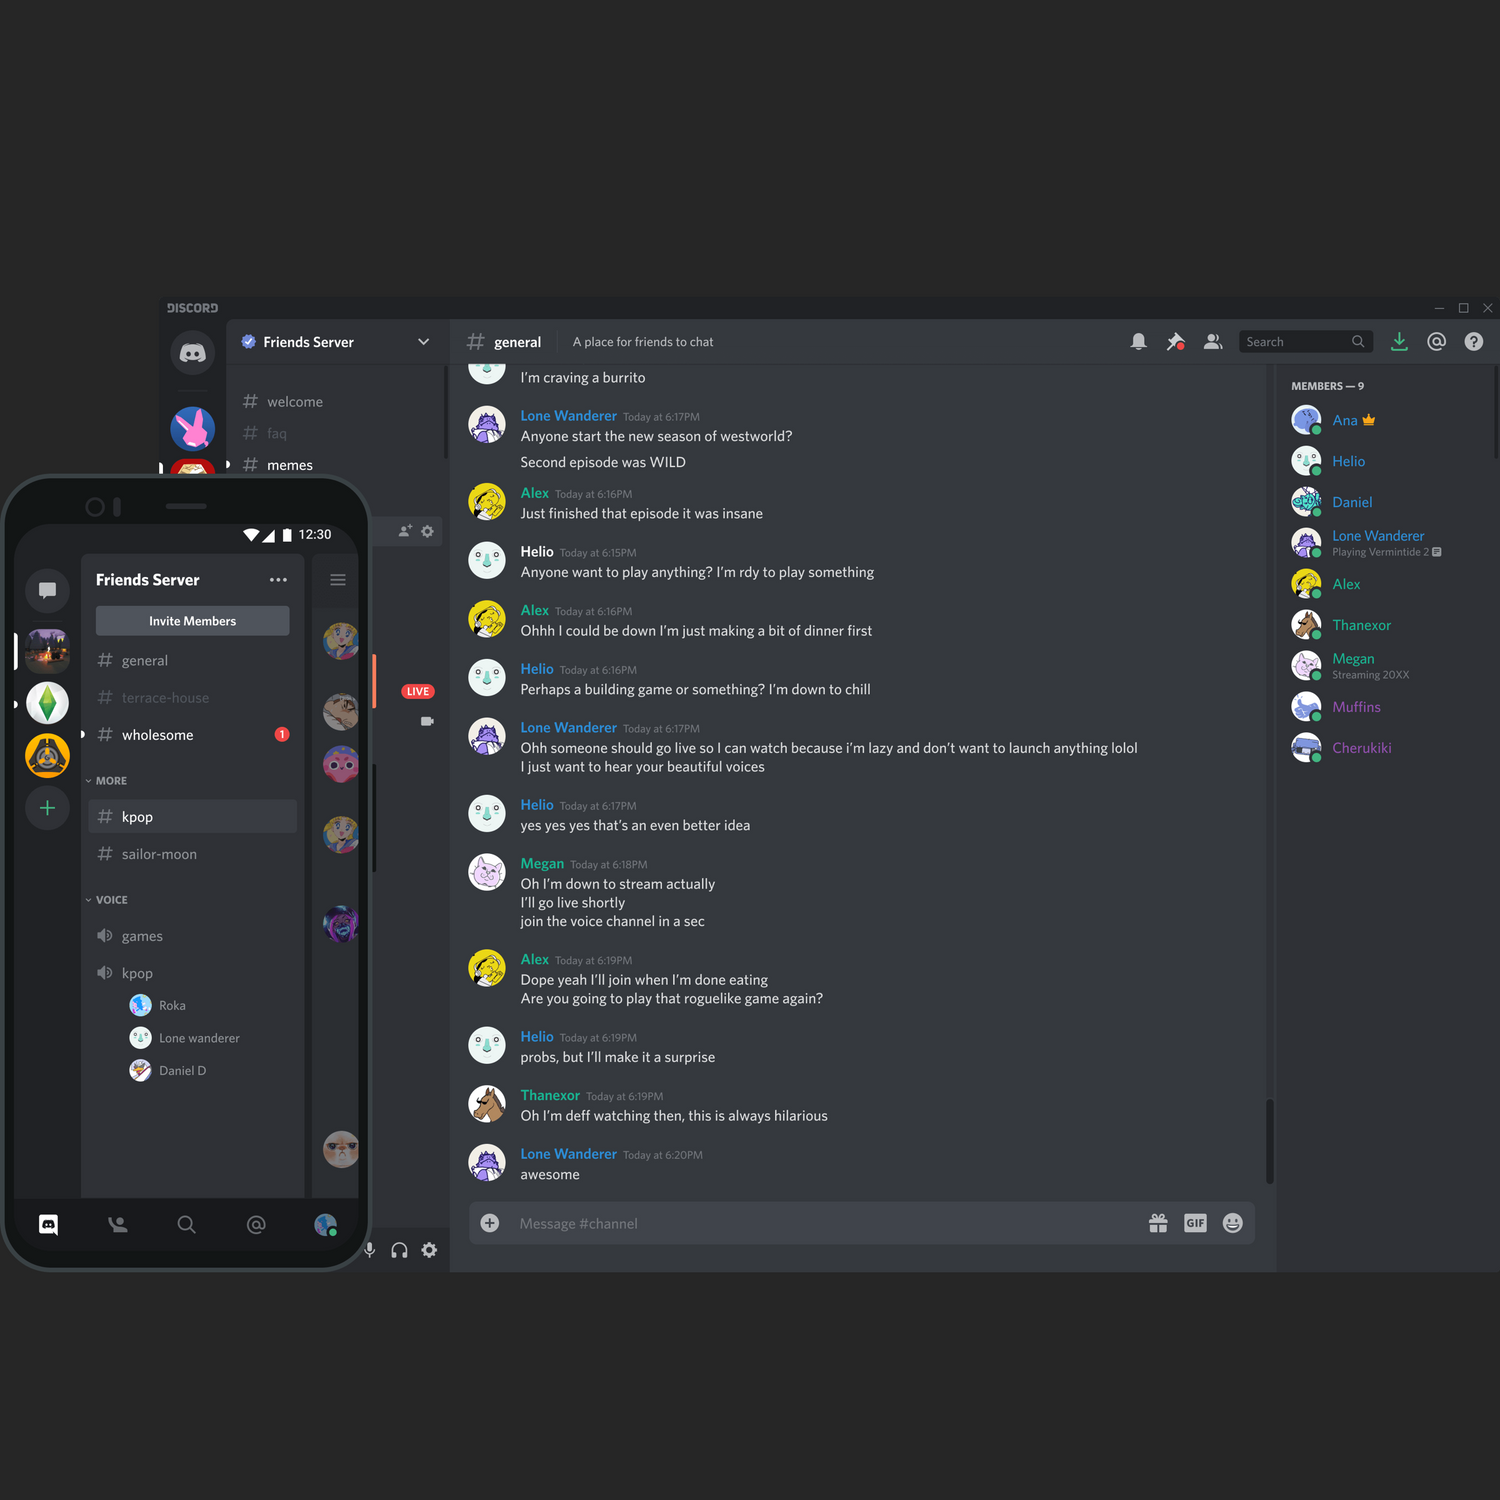 DISCORD
Friends Server
general
A place for friends to chat
Search
welcome
faq
memes
LIVE
I'm craving a burrito
Lone Wanderer Today at 6:17PM
Anyone start the new season of westworld?
Second episode was WILD
Alex Today at 6:16PM
Just finished that episode it was insane
Helio Today at 6:15PM
Anyone want to play anything? I'm rdy to play something
Alex Today at 6:16PM
Ohhh I could be down I'm just making a bit of dinner first
Helio Today at 6:16PM
Perhaps a building game or something? I'm down to chill
Lone Wanderer Today at 6:17PM
Ohh someone should go live so I can watch because i'm lazy and don't want to launch anything lolol
I just want to hear your beautiful voices
Helio Today at 6:17PM
yes yes yes that's an even better idea
Megan Today at 6:18PM
Oh I'm down to stream actually
I'll go live shortly
join the voice channel in a sec
Alex Today at 6:19PM
Dope yeah I'll join when I'm done eating
Are you going to play that roguelike game again?
Helio Today at 6:19PM
probs, but I'll make it a surprise
Thanexor Today at 6:19PM
Oh I'm deff watching then, this is always hilarious
Lone Wanderer Today at 6:20PM
awesome
Message #channel
GIF
MEMBERS — 9
Ana
Helio
Daniel
Lone Wanderer
Playing Vermintide 2
Alex
Thanexor
Megan
Streaming 20XX
Muffins
Cherukiki
12:30
Friends Server
Invite Members
general
terrace-house
wholesome 1
MORE
kpop
sailor-moon
VOICE
games
kpop
Roka
Lone wanderer
Daniel D